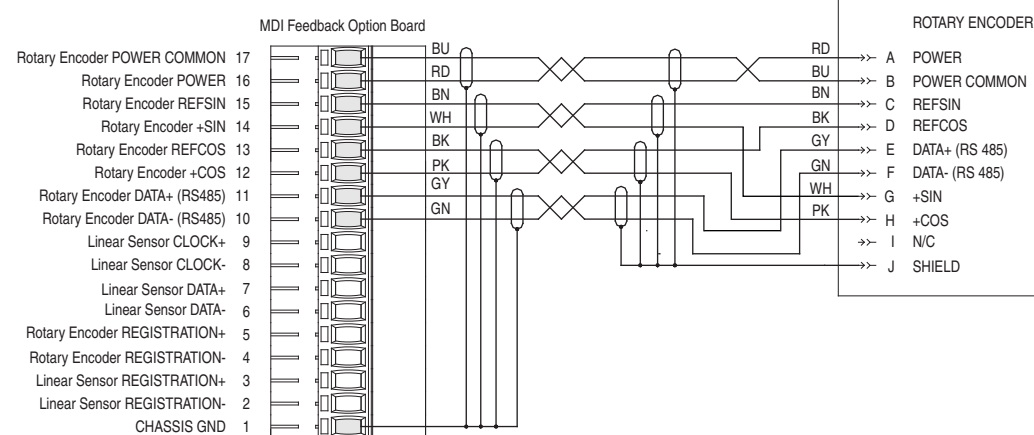 MDI Feedback Option Board
ROTARY ENCODER
Rotary Encoder POWER COMMON 17 BU RD A POWER
Rotary Encoder POWER 16 RD BU B POWER COMMON
Rotary Encoder REFSIN 15 BN BN C REFSIN
Rotary Encoder +SIN 14 WH BK D REFCOS
Rotary Encoder REFCOS 13 BK GY E DATA+ (RS 485)
Rotary Encoder +COS 12 PK GN F DATA- (RS 485)
Rotary Encoder DATA+ (RS485) 11 GY WH G +SIN
Rotary Encoder DATA- (RS485) 10 GN PK H +COS
Linear Sensor CLOCK+ 9 I N/C
Linear Sensor CLOCK- 8 J SHIELD
Linear Sensor DATA+ 7
Linear Sensor DATA- 6
Rotary Encoder REGISTRATION+ 5
Rotary Encoder REGISTRATION- 4
Linear Sensor REGISTRATION+ 3
Linear Sensor REGISTRATION- 2
CHASSIS GND 1